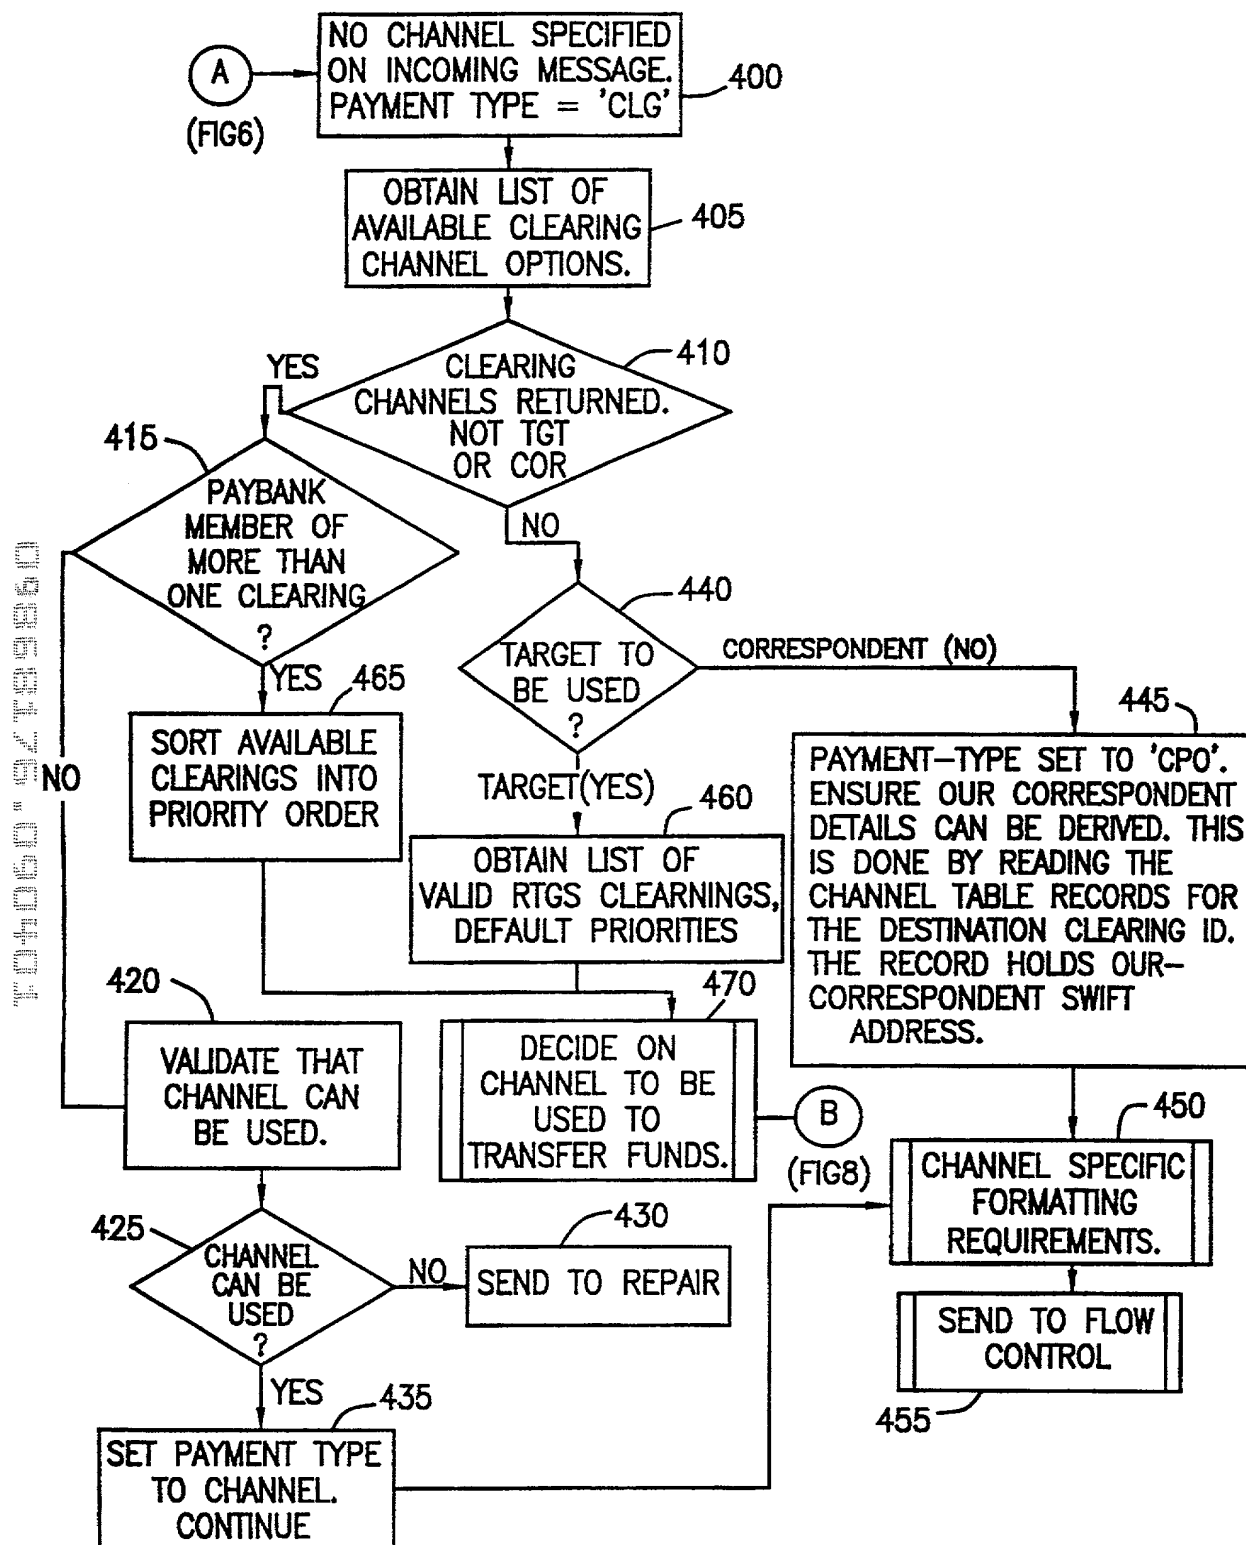 NO CHANNEL SPECIFIED
ON INCOMING MESSAGE.
PAYMENT TYPE = 'CLG'
400
A
(FIG6)
OBTAIN LIST OF
AVAILABLE CLEARING
CHANNEL OPTIONS.
405
CLEARING
CHANNELS RETURNED.
NOT TGT
OR COR
410
YES
NO
415
PAYBANK
MEMBER OF
MORE THAN
ONE CLEARING
?
YES
NO
440
TARGET TO
BE USED
?
CORRESPONDENT (NO)
TARGET(YES)
465
SORT AVAILABLE
CLEARINGS INTO
PRIORITY ORDER
460
OBTAIN LIST OF
VALID RTGS CLEARNINGS,
DEFAULT PRIORITIES
445
PAYMENT-TYPE SET TO 'CPO'.
ENSURE OUR CORRESPONDENT
DETAILS CAN BE DERIVED. THIS
IS DONE BY READING THE
CHANNEL TABLE RECORDS FOR
THE DESTINATION CLEARING ID.
THE RECORD HOLDS OUR-
CORRESPONDENT SWIFT
ADDRESS.
420
VALIDATE THAT
CHANNEL CAN
BE USED.
470
DECIDE ON
CHANNEL TO BE
USED TO
TRANSFER FUNDS.
B
(FIG8)
450
CHANNEL SPECIFIC
FORMATTING
REQUIREMENTS.
425
CHANNEL
CAN BE
USED
?
NO
430
SEND TO REPAIR
SEND TO FLOW
CONTROL
455
YES
435
SET PAYMENT TYPE
TO CHANNEL.
CONTINUE